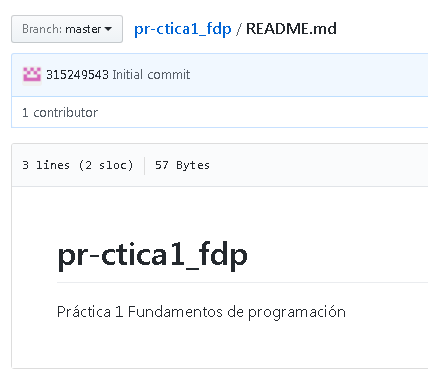 Branch: master pr-ctica1_fdp / README.md
315249543 Initial commit
1 contributor
3 lines (2 sloc) 57 Bytes
pr-ctica1_fdp
Práctica 1 Fundamentos de programación